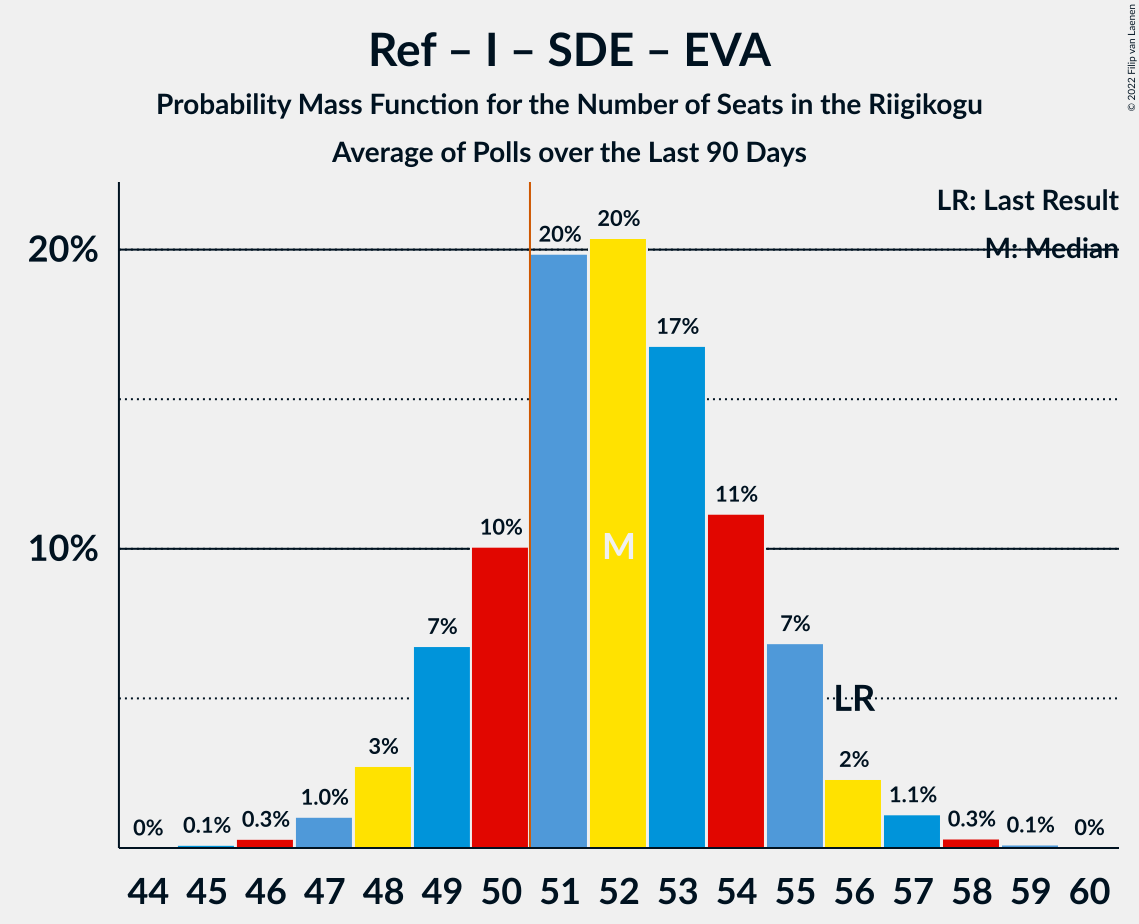 Ref – I – SDE – EVA
Probability Mass Function for the Number of Seats in the Riigikogu
Average of Polls over the Last 90 Days
© 2022 Filip van Laenen
LR: Last Result
M: Median
20%
10%
0%
0.1%
0.3%
1.0%
3%
7%
10%
20%
20%
17%
11%
7%
2%
1.1%
0.3%
0.1%
0%
M
LR
44 45 46 47 48 49 50 51 52 53 54 55 56 57 58 59 60